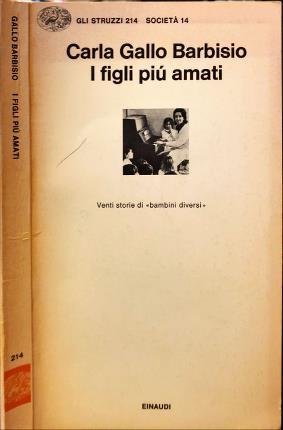 GALLO BARBISIO   I FIGLI PIÚ AMATI
214
GLI STRUZZI 214   SOCIETÀ 14
Carla Gallo Barbisio
I figli piú amati
Venti storie di «bambini diversi»
EINAUDI